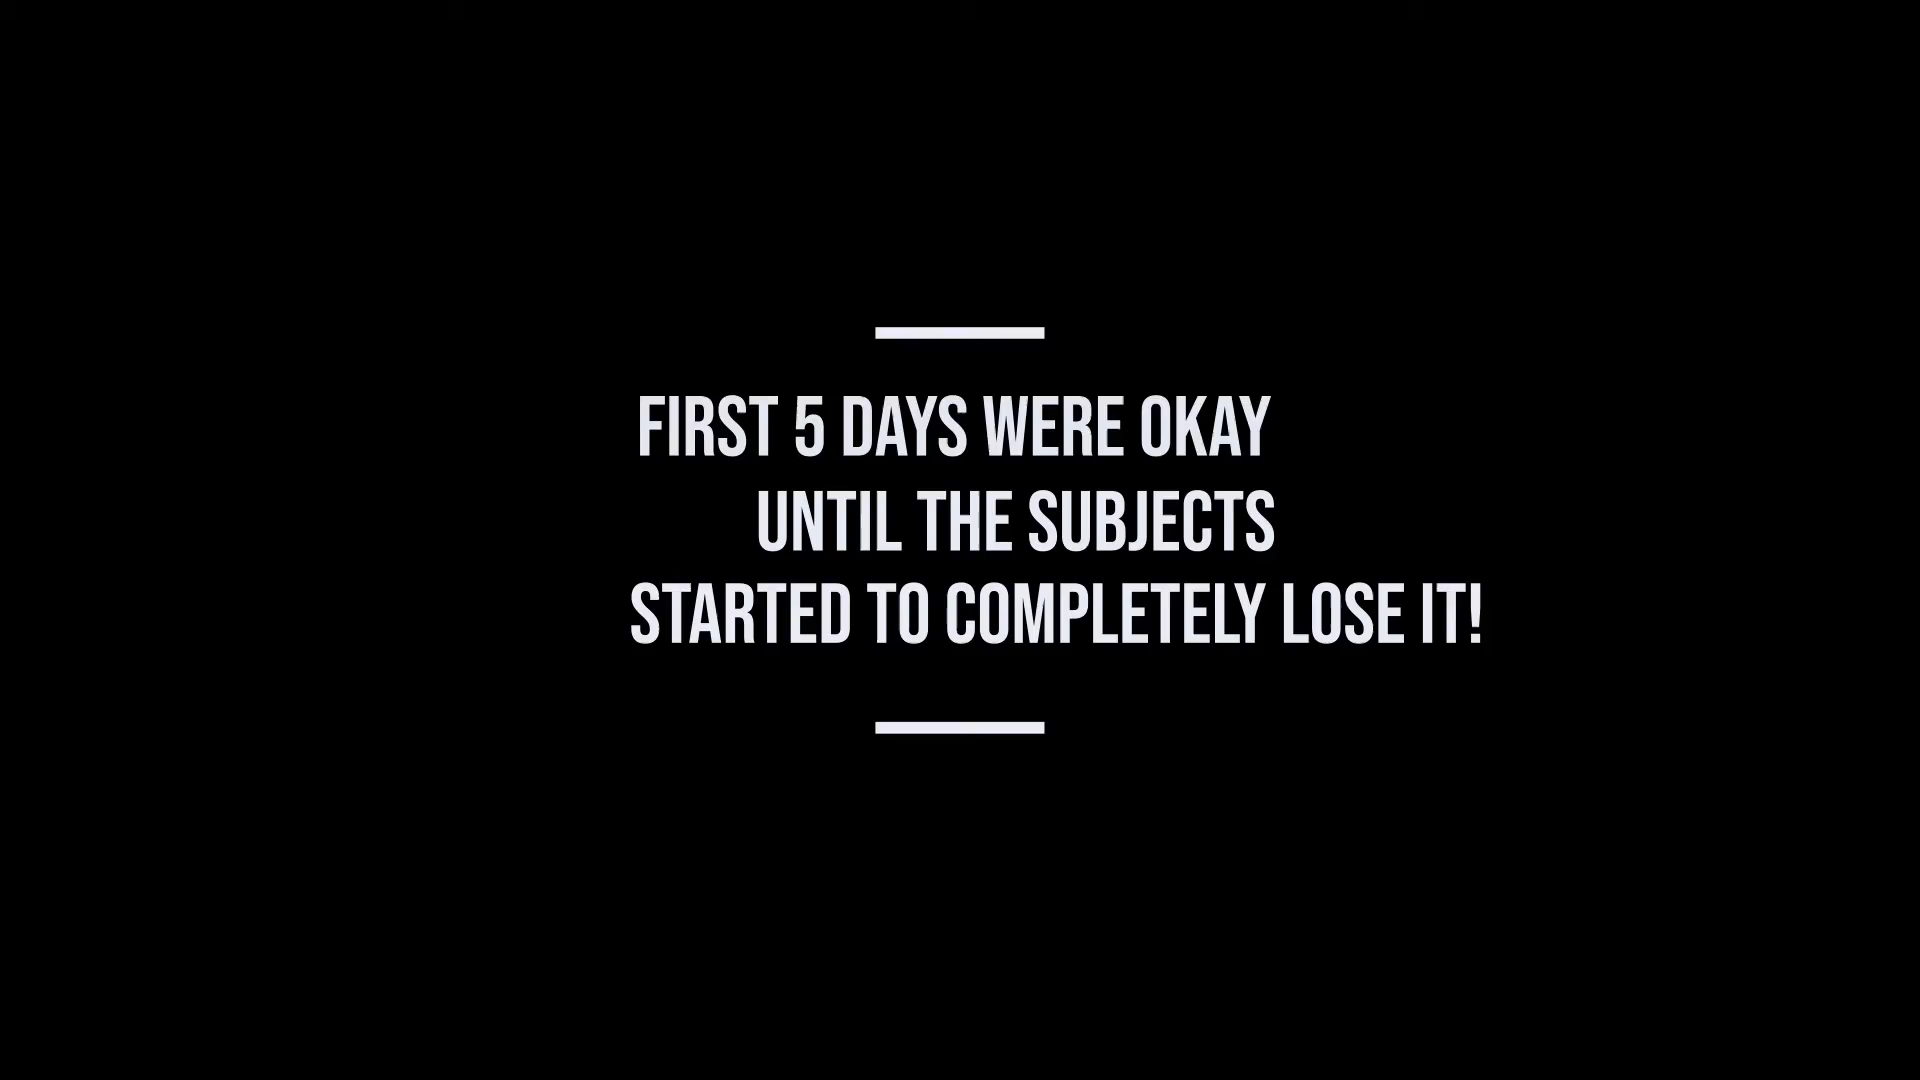 FIRST 5 DAYS WERE OKAY
UNTIL THE SUBJECTS
STARTED TO COMPLETELY LOSE IT!